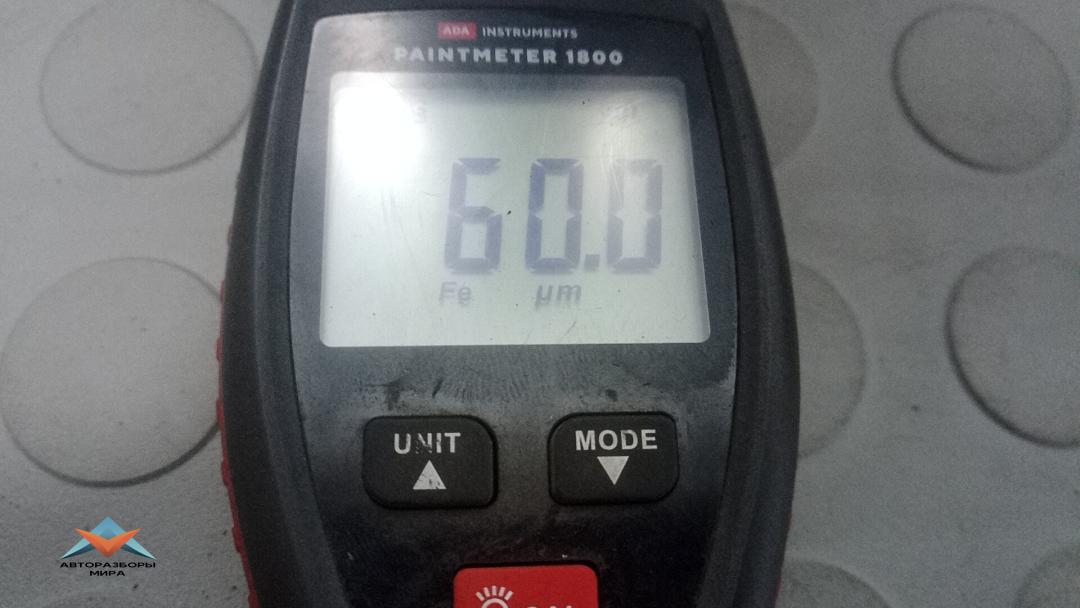 ADA INSTRUMENTS
PAINTMETER 1800
60.0
Fe µm
UNIT
MODE
АВТОРАЗБОРЫ
МИРА